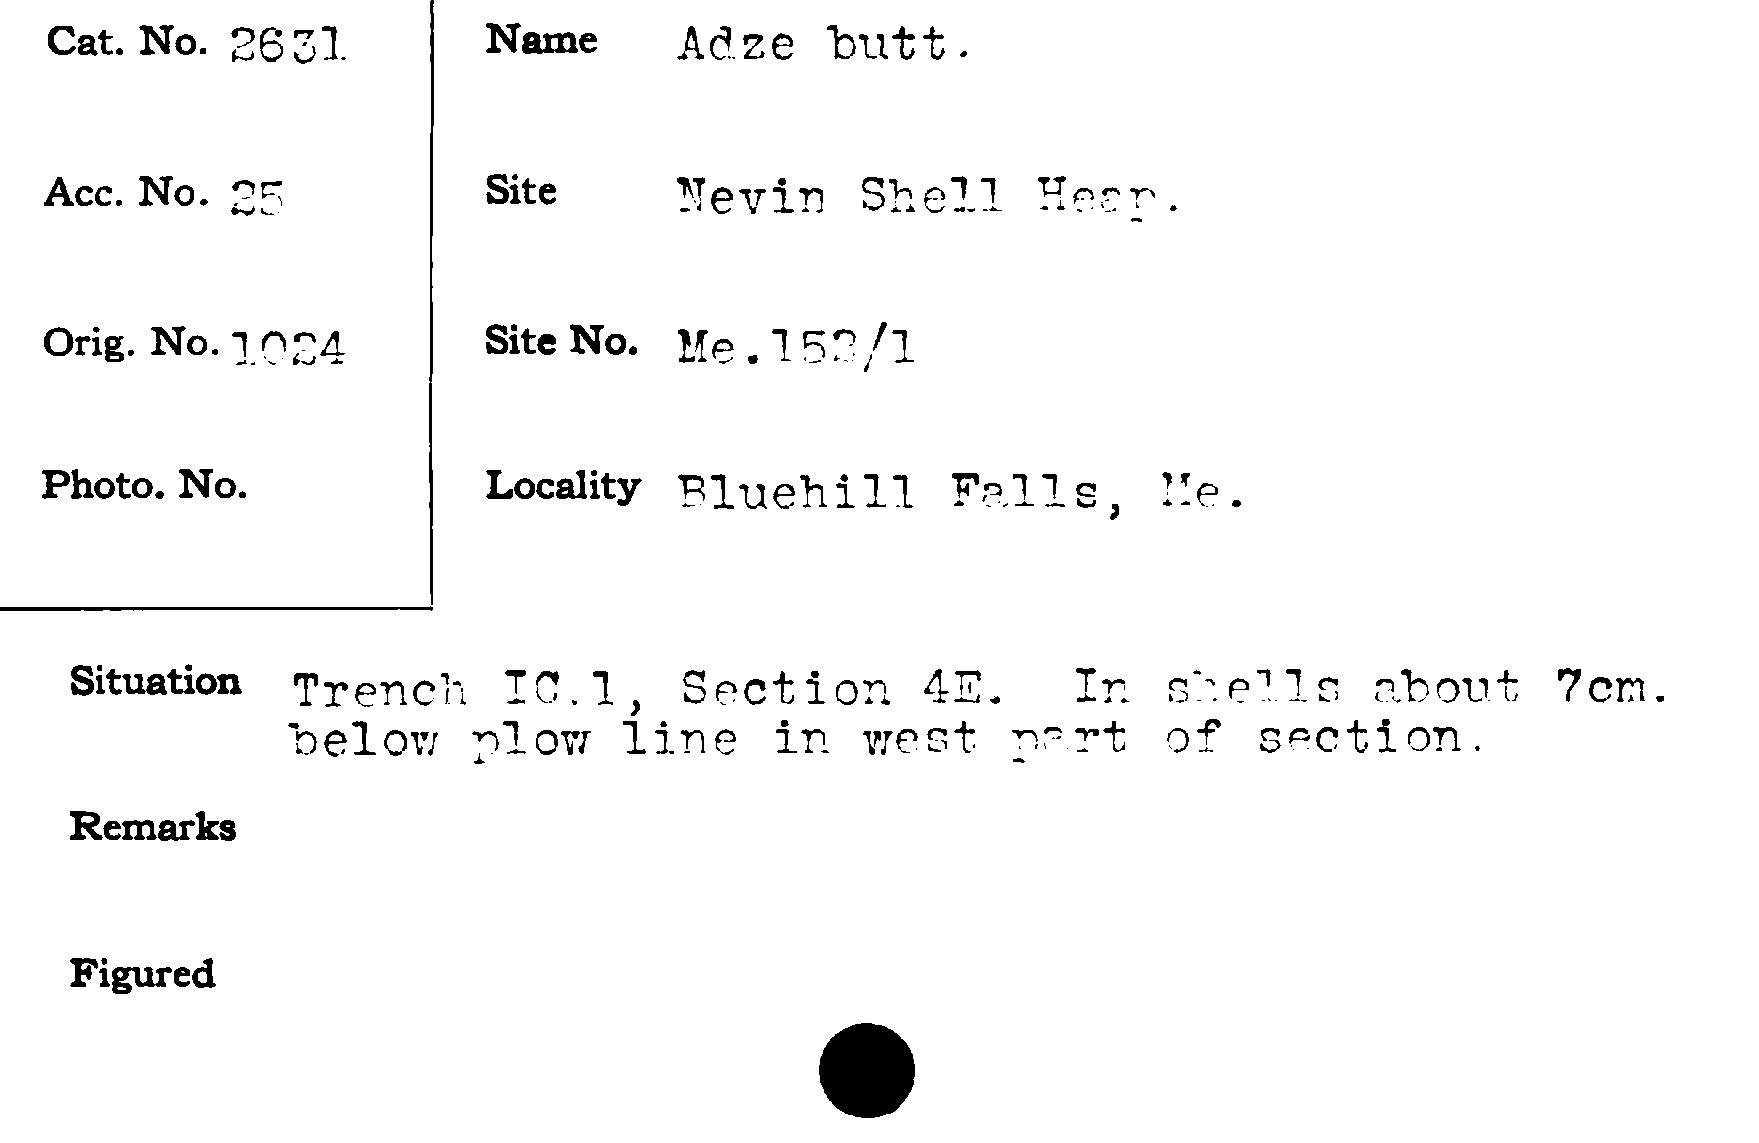 Cat. No. 2631
Name Adze butt.
Acc. No. 25
Site Nevin Shell Heap.
Orig. No. 1024
Site No. Me.152/1
Photo. No.
Locality Bluehill Falls, Me.
Situation Trench IC.1, Section 4E. In shells about 7cm.
below plow line in west part of section.
Remarks
Figured